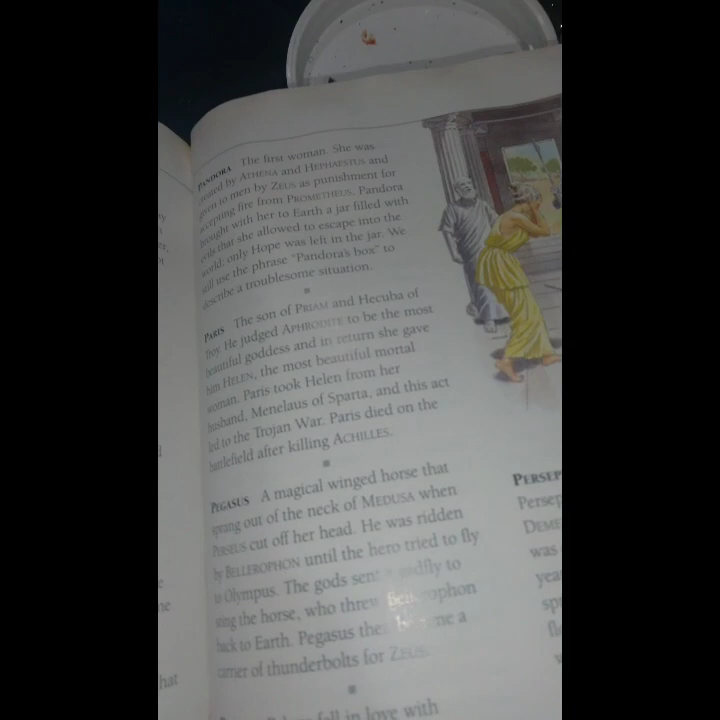 PANDORA The first woman. She was
created by ATHENA and HEPHAESTUS and
given to men by ZEUS as punishment for
accepting fire from PROMETHEUS. Pandora
brought with her to Earth a jar filled with
evils that she allowed to escape into the
world; only Hope was left in the jar. We
still use the phrase "Pandora's box" to
describe a troublesome situation.
PARIS The son of PRIAM and Hecuba of
Troy. He judged APHRODITE to be the most
beautiful goddess and in return she gave
him HELEN, the most beautiful mortal
woman. Paris took Helen from her
husband, Menelaus of Sparta, and this act
led to the Trojan War. Paris died on the
battlefield after killing ACHILLES.
PEGASUS A magical winged horse that
sprang out of the neck of MEDUSA when
PERSEUS cut off her head. He was ridden
by BELLEROPHON until the hero tried to fly
to Olympus. The gods sent a gadfly to
sting the horse, who threw Bellerophon
back to Earth. Pegasus then became a
carrier of thunderbolts for ZEUS.
fell in love with
PERSEP
Persep
DEME
was
yea
sp
fl
hat